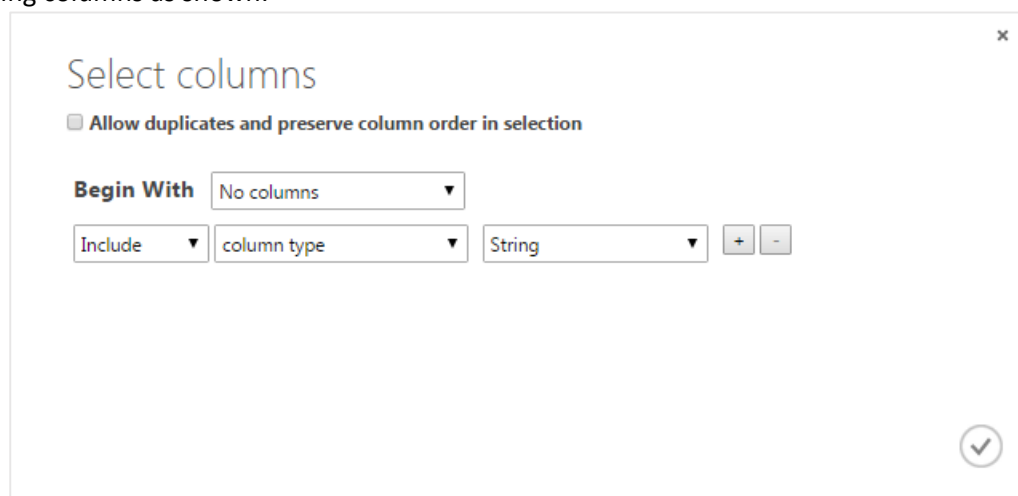 ing columns as shown.
×
Select columns
Allow duplicates and preserve column order in selection
Begin With No columns
Include column type String + -